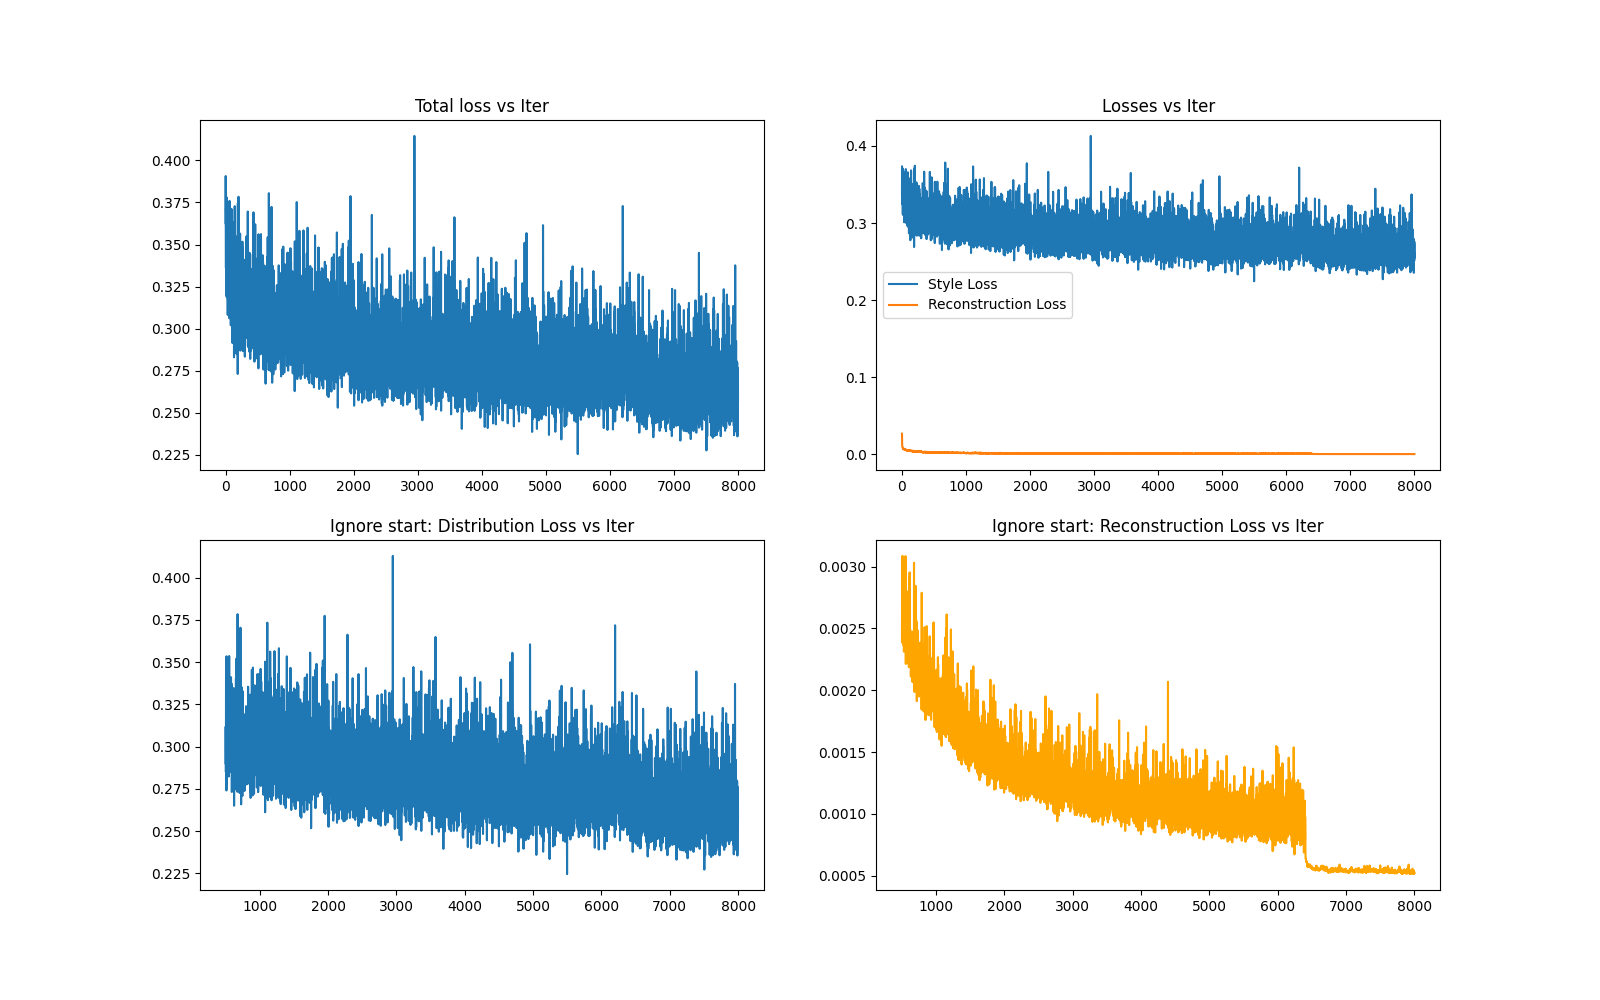 Total loss vs Iter
0.400
0.375
0.350
0.325
0.300
0.275
0.250
0.225
0 1000 2000 3000 4000 5000 6000 7000 8000
Losses vs Iter
0.4
0.3
0.2
0.1
0.0
Style Loss
Reconstruction Loss
0 1000 2000 3000 4000 5000 6000 7000 8000
Ignore start: Distribution Loss vs Iter
0.400
0.375
0.350
0.325
0.300
0.275
0.250
0.225
1000 2000 3000 4000 5000 6000 7000 8000
Ignore start: Reconstruction Loss vs Iter
0.0030
0.0025
0.0020
0.0015
0.0010
0.0005
1000 2000 3000 4000 5000 6000 7000 8000